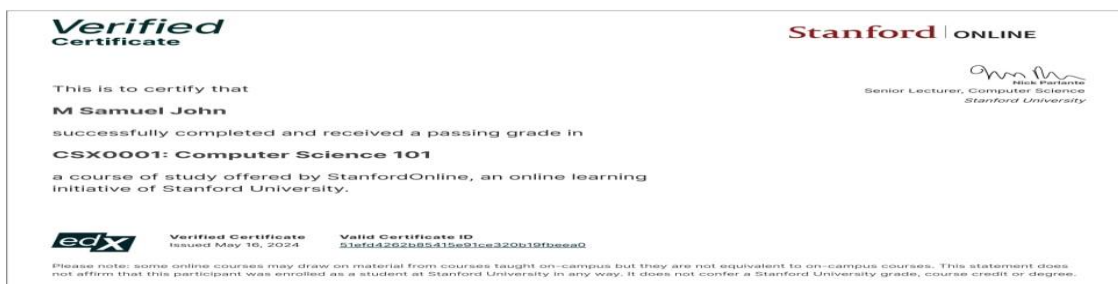 Verified
Certificate
Stanford ONLINE
Nick Parlante
Senior Lecturer, Computer Science
Stanford University
This is to certify that
M Samuel John
successfully completed and received a passing grade in
CSX0001: Computer Science 101
a course of study offered by StanfordOnline, an online learning
initiative of Stanford University.
edX
Verified Certificate
Issued May 16, 2024
Valid Certificate ID
51efd4262b85415e91ce320b19fbeea0
Please note: some online courses may draw on material from courses taught on-campus but they are not equivalent to on-campus courses. This statement does
not affirm that this participant was enrolled as a student at Stanford University in any way. It does not confer a Stanford University grade, course credit or degree.